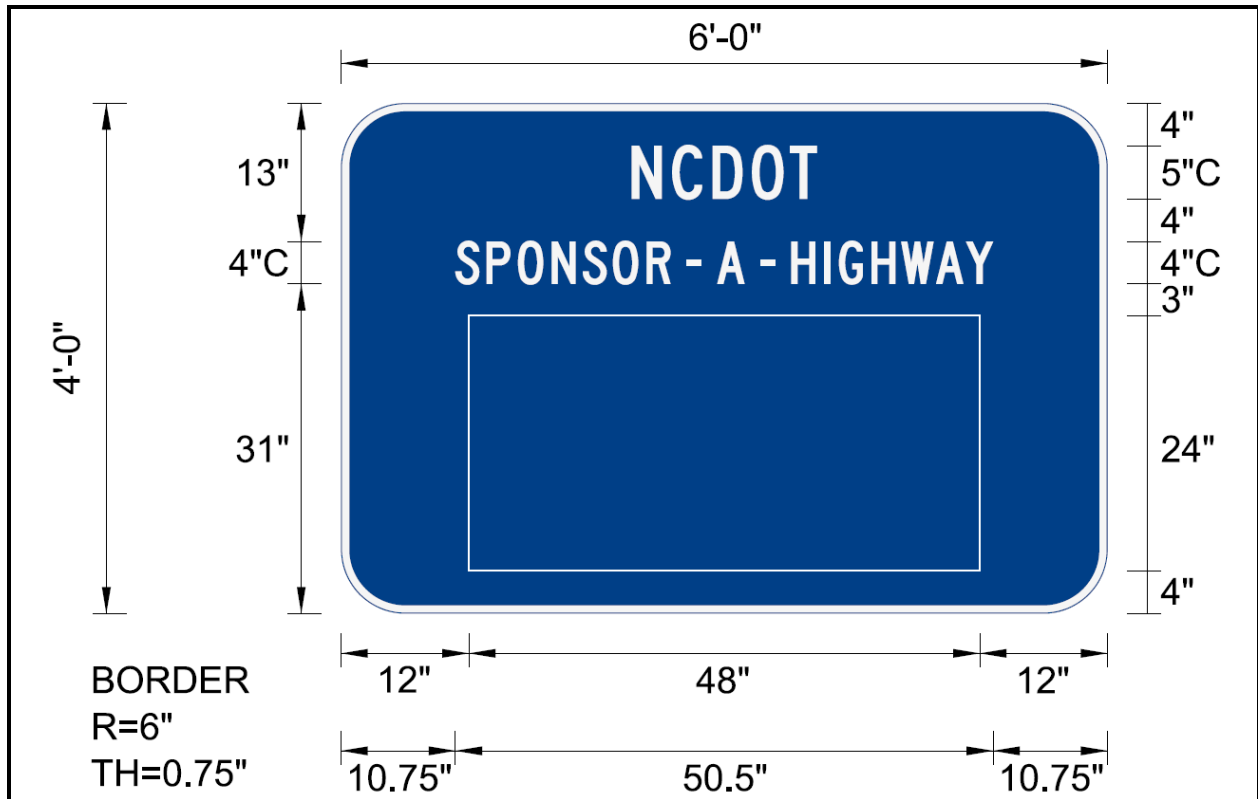 6'-0"
4"
13"
NCDOT
5"C
4"
4"C
SPONSOR - A - HIGHWAY
4"C
3"
4'-0"
31"
24"
4"
BORDER
12"
48"
12"
R=6"
TH=0.75"
10.75"
50.5"
10.75"